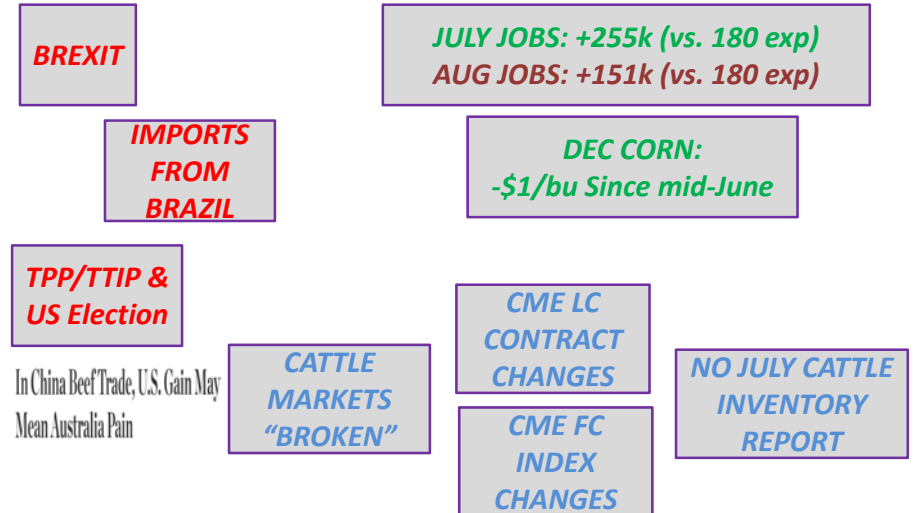 BREXIT
JULY JOBS: +255k (vs. 180 exp)
AUG JOBS: +151k (vs. 180 exp)
IMPORTS
FROM
BRAZIL
DEC CORN:
-$1/bu Since mid-June
TPP/TTIP &
US Election
In China Beef Trade, U.S. Gain May
Mean Australia Pain
CATTLE
MARKETS
“BROKEN”
CME LC
CONTRACT
CHANGES
CME FC
INDEX
CHANGES
NO JULY CATTLE
INVENTORY
REPORT